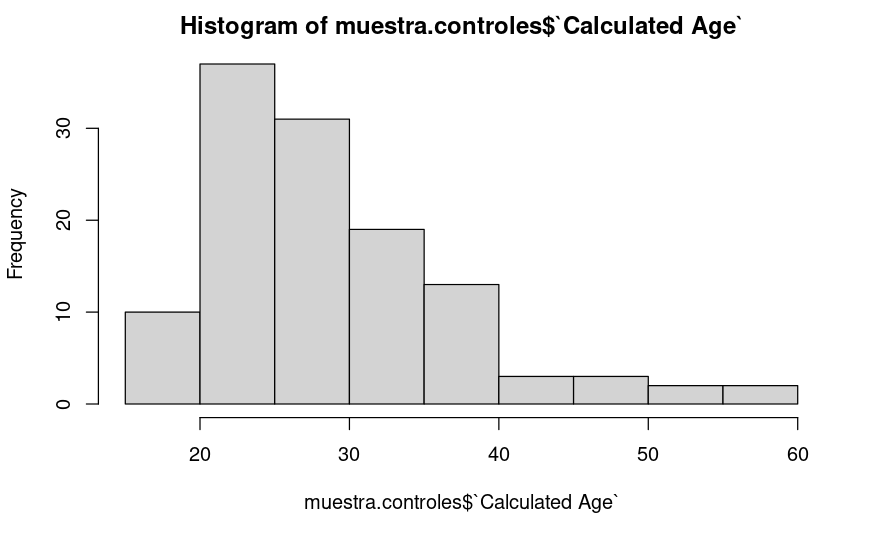 Histogram of muestra.controles$`Calculated Age`
Frequency
30
20
10
0
20 30 40 50 60
muestra.controles$`Calculated Age`